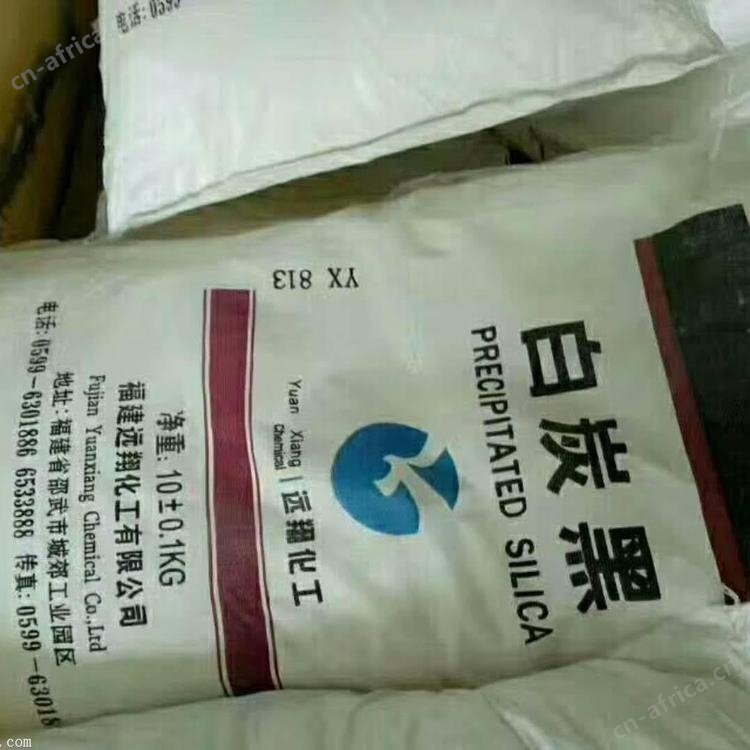 白炭黑
PRECIPITATED SILICA
YX 813
Yuan Xiang
Chemical
远翔化工
净重: 10±0.1KG
福建远翔化工有限公司
Fujian Yuanxiang Chemical Co.,Ltd
地址: 福建省邵武市城郊工业园区
电话: 0599-6301886 6533888 传真: 0599-63018
电话: 0599
cn-africa.com
cn-africa.com
s.com